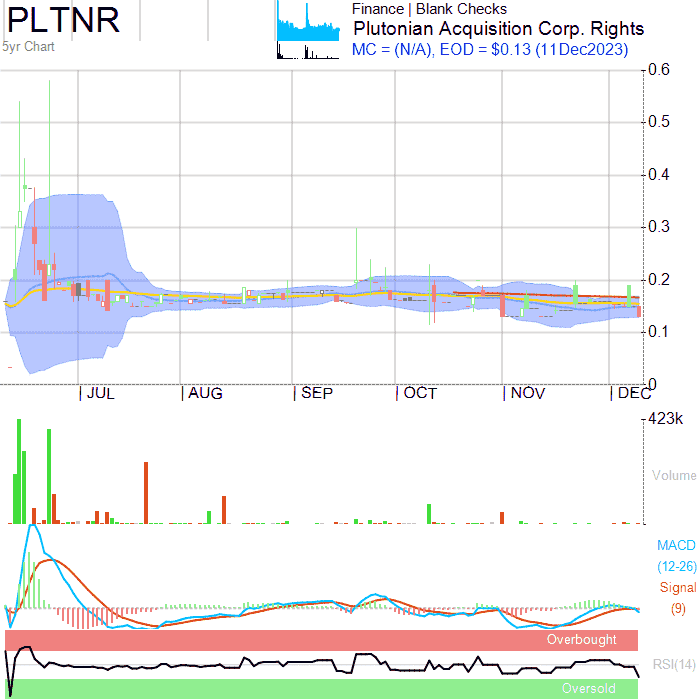 PLTNR
5yr Chart
Finance | Blank Checks
Plutonian Acquisition Corp. Rights
MC = (N/A), EOD = $0.13 (11Dec2023)
0.6
0.5
0.4
0.3
0.2
0.1
0
JUL
AUG
SEP
OCT
NOV
DEC
423k
Volume
MACD
(12-26)
Signal
(9)
Overbought
RSI(14)
Oversold